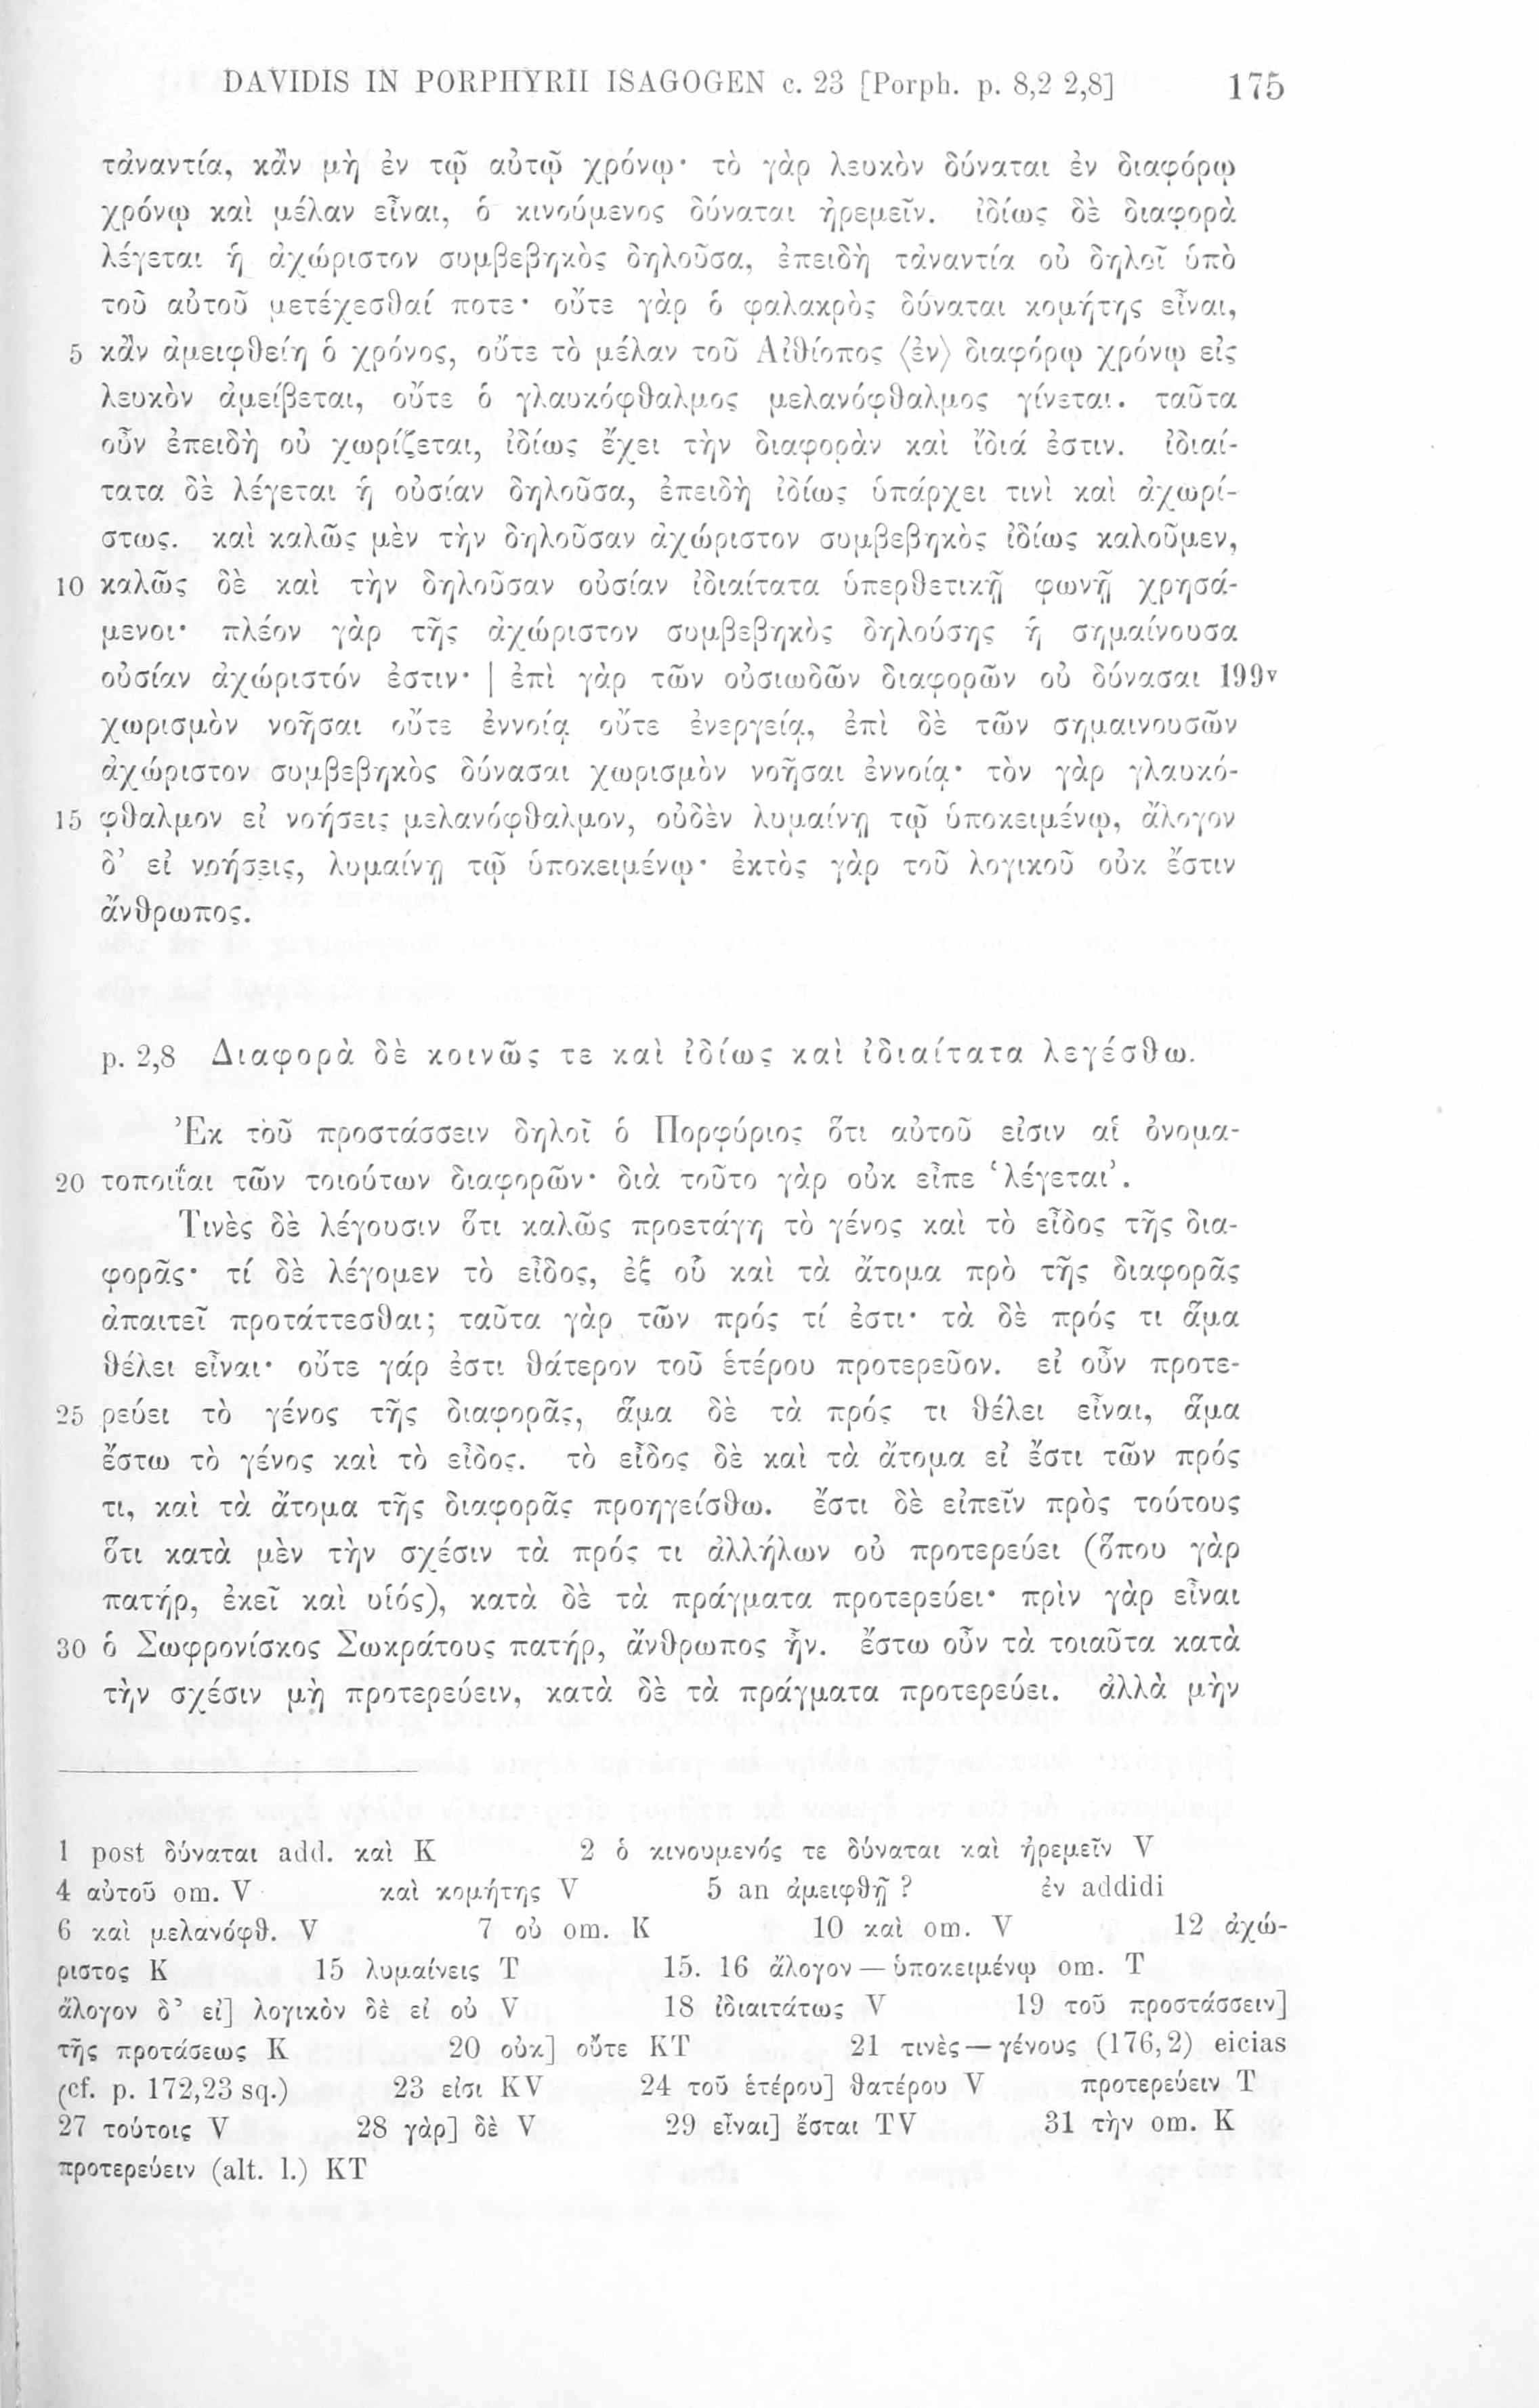 DAVIDIS IN PORPHYRII ISAGOGEN c. 23 [Porph. p. 8,2 2,8] 175
τἀναντία, κἂν μὴ ἐν τῷ αὐτῷ χρόνῳ· τὸ γὰρ λευκὸν δύναται ἐν διαφόρῳ
χρόνῳ καὶ μέλαν εἶναι, ὁ κινούμενος δύναται ἠρεμεῖν. ἰδίως δὲ διαφορὰ
λέγεται ἡ ἀχώριστον συμβεβηκὸς δηλοῦσα, ἐπειδὴ τἀναντία οὐ δηλοῖ ὑπὸ
τοῦ αὐτοῦ μετέχεσθαί ποτε· οὔτε γὰρ ὁ φαλακρὸς δύναται κομήτης εἶναι,
5 κἂν ἀμειφθείη ὁ χρόνος, οὔτε τὸ μέλαν τοῦ Αἰθίοπος ⟨ἐν⟩ διαφόρῳ χρόνῳ εἰς
λευκὸν ἀμείβεται, οὔτε ὁ γλαυκόφθαλμος μελανόφθαλμος γίνεται. ταῦτα
οὖν ἐπειδὴ οὐ χωρίζεται, ἰδίως ἔχει τὴν διαφορὰν καὶ ἴδιά ἐστιν. ἰδιαί-
τατα δὲ λέγεται ἡ οὐσίαν δηλοῦσα, ἐπειδὴ ἰδίως ὑπάρχει τινὶ καὶ ἀχωρί-
στως. καὶ καλῶς μὲν τὴν δηλοῦσαν ἀχώριστον συμβεβηκὸς ἰδίως καλοῦμεν,
10 καλῶς δὲ καὶ τὴν δηλοῦσαν οὐσίαν ἰδιαίτατα ὑπερθετικῇ φωνῇ χρησά-
μενοι· πλέον γὰρ τῆς ἀχώριστον συμβεβηκὸς δηλούσης ἡ σημαίνουσα
οὐσίαν ἀχώριστόν ἐστιν· | ἐπὶ γὰρ τῶν οὐσιωδῶν διαφορῶν οὐ δύνασαι 199v
χωρισμὸν νοῆσαι οὔτε ἐννοίᾳ οὔτε ἐνεργείᾳ, ἐπὶ δὲ τῶν σημαινουσῶν
ἀχώριστον συμβεβηκὸς δύνασαι χωρισμὸν νοῆσαι ἐννοίᾳ· τὸν γὰρ γλαυκό-
15 φθαλμον εἰ νοήσεις μελανόφθαλμον, οὐδὲν λυμαίνῃ τῷ ὑποκειμένῳ, ἄλογον
δ’ εἰ νοήσεις, λυμαίνῃ τῷ ὑποκειμένῳ· ἐκτὸς γὰρ τοῦ λογικοῦ οὐκ ἔστιν
ἄνθρωπος.
p. 2,8 Διαφορὰ δὲ κοινῶς τε καὶ ἰδίως καὶ ἰδιαίτατα λεγέσθω.
Ἐκ τοῦ προστάσσειν δηλοῖ ὁ Πορφύριος ὅτι αὐτοῦ εἰσιν αἱ ὀνομα-
20 τοποιΐαι τῶν τοιούτων διαφορῶν· διὰ τοῦτο γὰρ οὐκ εἶπε ‘λέγεται’.
Τινὲς δὲ λέγουσιν ὅτι καλῶς προετάγη τὸ γένος καὶ τὸ εἶδος τῆς δια-
φορᾶς· τί δὲ λέγομεν τὸ εἶδος, ἐξ οὗ καὶ τὰ ἄτομα πρὸ τῆς διαφορᾶς
ἀπαιτεῖ προτάττεσθαι; ταῦτα γὰρ τῶν πρός τί ἐστι· τὰ δὲ πρός τι ἅμα
θέλει εἶναι· οὔτε γάρ ἐστι θάτερον τοῦ ἑτέρου προτερεῦον. εἰ οὖν προτε-
25 ρεύει τὸ γένος τῆς διαφορᾶς, ἅμα δὲ τὰ πρός τι θέλει εἶναι, ἅμα
ἔστω τὸ γένος καὶ τὸ εἶδος. τὸ εἶδος δὲ καὶ τὰ ἄτομα εἰ ἔστι τῶν πρός
τι, καὶ τὰ ἄτομα τῆς διαφορᾶς προηγείσθω. ἔστι δὲ εἰπεῖν πρὸς τούτους
ὅτι κατὰ μὲν τὴν σχέσιν τὰ πρός τι ἀλλήλων οὐ προτερεύει (ὅπου γὰρ
πατήρ, ἐκεῖ καὶ υἱός), κατὰ δὲ τὰ πράγματα προτερεύει· πρὶν γὰρ εἶναι
30 ὁ Σωφρονίσκος Σωκράτους πατήρ, ἄνθρωπος ἦν. ἔστω οὖν τὰ τοιαῦτα κατὰ
τὴν σχέσιν μὴ προτερεύειν, κατὰ δὲ τὰ πράγματα προτερεύει. ἀλλὰ μὴν
1 post δύναται add. καὶ K 2 ὁ κινουμενός τε δύναται καὶ ἠρεμεῖν V
4 αὐτοῦ om. V καὶ κομήτης V 5 an ἀμειφθῇ ? ἐν addidi
6 καὶ μελανόφθ. V 7 οὐ om. K 10 καὶ om. V 12 ἀχώ-
ριστος K 15 λυμαίνεις T 15. 16 ἄλογον — ὑποκειμένῳ om. T
ἄλογον δ’ εἰ] λογικὸν δὲ εἰ οὐ V 18 ἰδιαιτάτως V 19 τοῦ προστάσσειν]
τῆς προτάσεως K 20 οὐκ] οὔτε KT 21 τινὲς — γένους (176,2) eicias
(cf. p. 172,23 sq.) 23 εἰσι KV 24 τοῦ ἑτέρου] θατέρου V προτερεύειν T
27 τούτοις V 28 γὰρ] δὲ V 29 εἶναι] ἔσται TV 31 τὴν om. K
προτερεύειν (alt. l.) KT